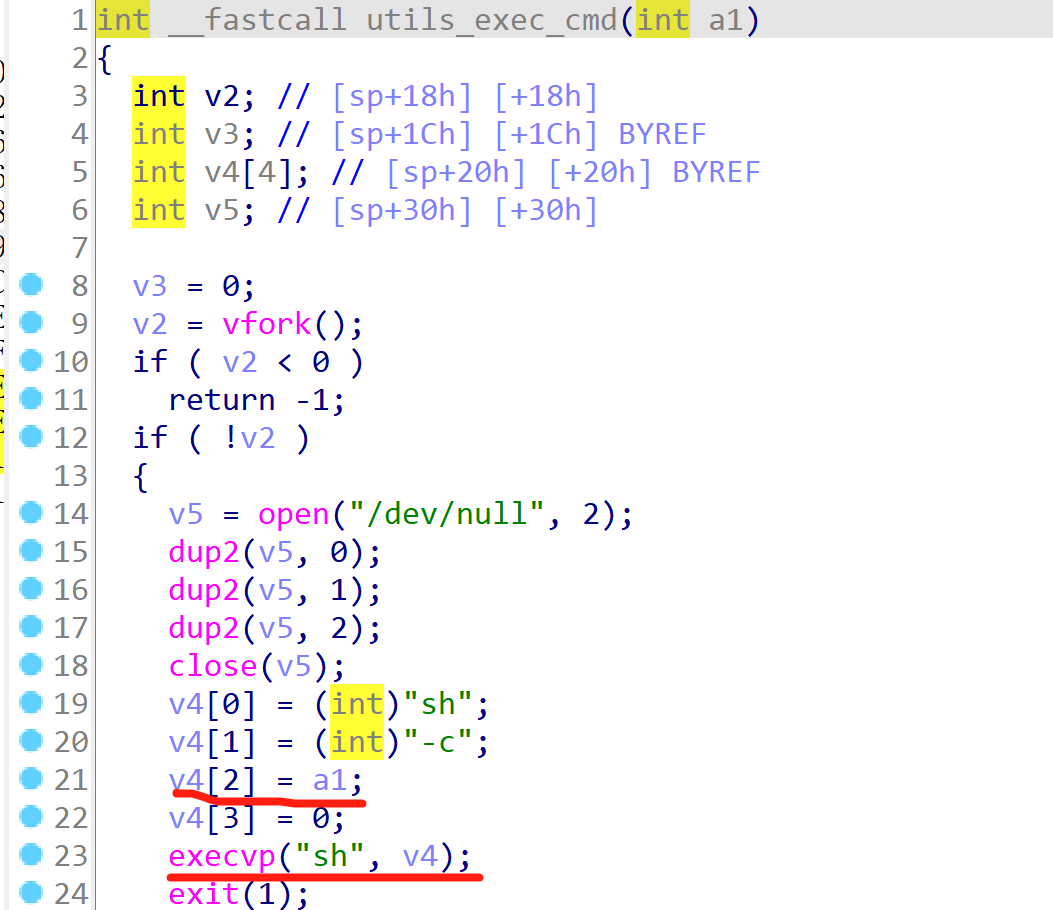 1 int __fastcall utils_exec_cmd(int a1)
2 {
3 int v2; // [sp+18h] [+18h]
4 int v3; // [sp+1Ch] [+1Ch] BYREF
5 int v4[4]; // [sp+20h] [+20h] BYREF
6 int v5; // [sp+30h] [+30h]
7
8 v3 = 0;
9 v2 = vfork();
10 if ( v2 < 0 )
11 return -1;
12 if ( !v2 )
13 {
14 v5 = open("/dev/null", 2);
15 dup2(v5, 0);
16 dup2(v5, 1);
17 dup2(v5, 2);
18 close(v5);
19 v4[0] = (int)"sh";
20 v4[1] = (int)"-c";
21 v4[2] = a1;
22 v4[3] = 0;
23 execvp("sh", v4);
24 exit(1);